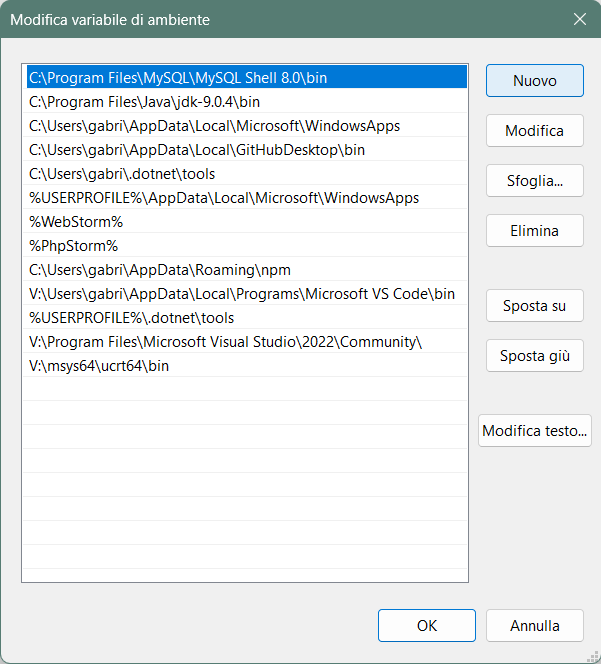 Modifica variabile di ambiente
C:\Program Files\MySQL\MySQL Shell 8.0\bin
C:\Program Files\Java\jdk-9.0.4\bin
C:\Users\gabri\AppData\Local\Microsoft\WindowsApps
C:\Users\gabri\AppData\Local\GitHubDesktop\bin
C:\Users\gabri\.dotnet\tools
%USERPROFILE%\AppData\Local\Microsoft\WindowsApps
%WebStorm%
%PhpStorm%
C:\Users\gabri\AppData\Roaming\npm
V:\Users\gabri\AppData\Local\Programs\Microsoft VS Code\bin
%USERPROFILE%\.dotnet\tools
V:\Program Files\Microsoft Visual Studio\2022\Community\
V:\msys64\ucrt64\bin
Nuovo
Modifica
Sfoglia...
Elimina
Sposta su
Sposta giù
Modifica testo...
OK
Annulla